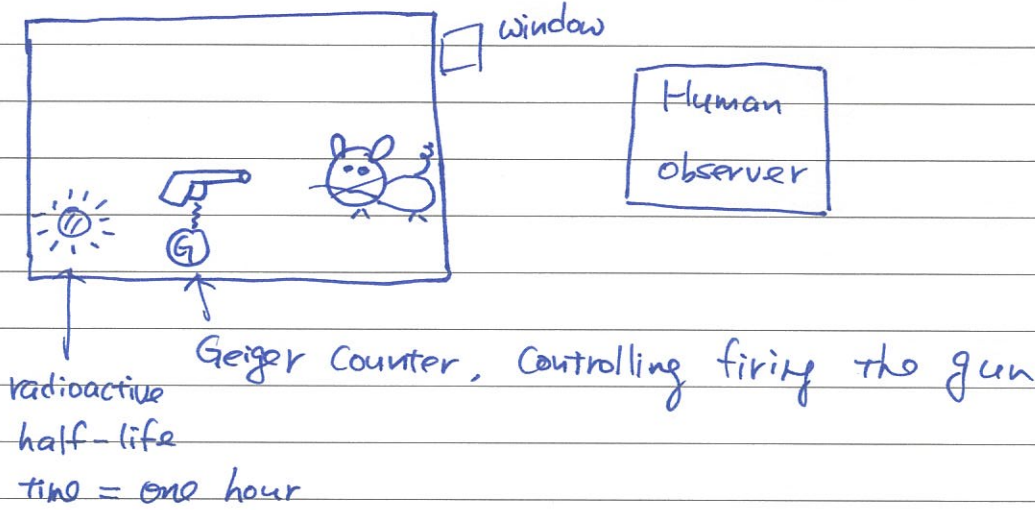 window
Human
observer
G
Geiger Counter, Controlling firing the gun
radioactive
half-life
time = one hour